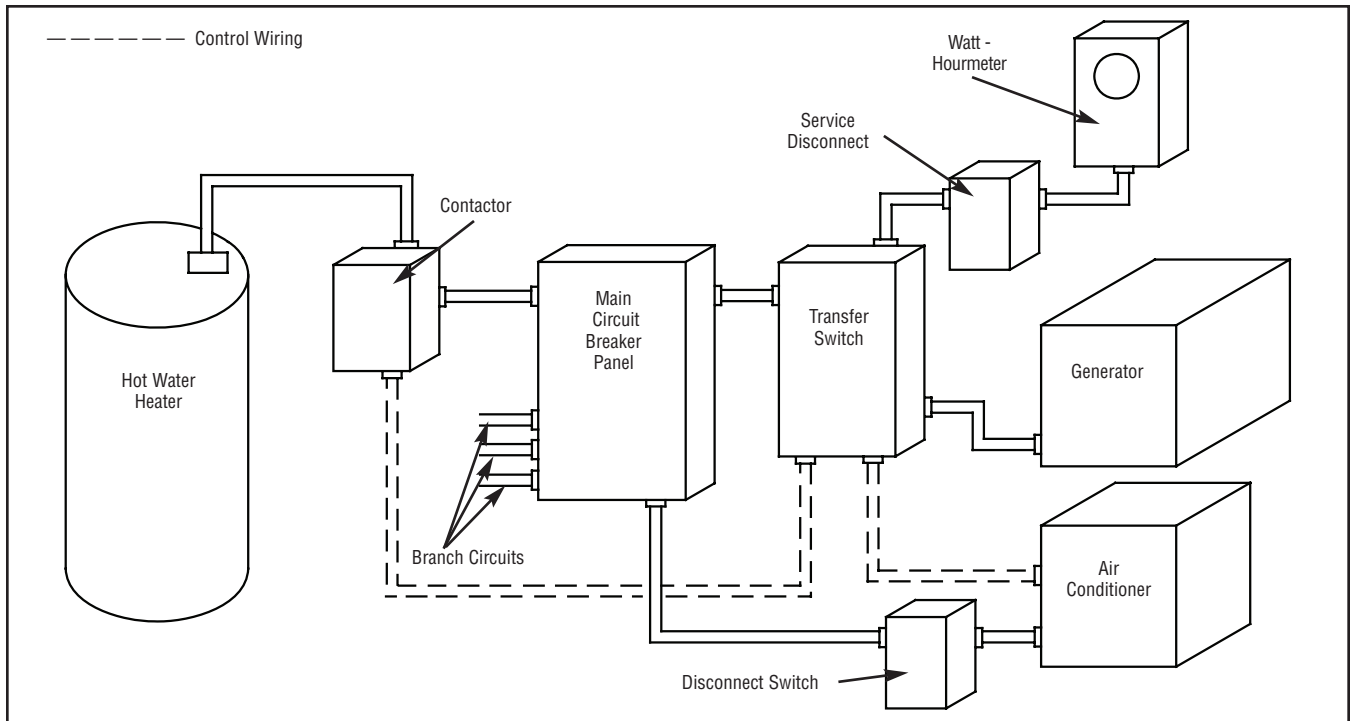 Control Wiring
Watt -
Hourmeter
Service
Disconnect
Contactor
Main
Circuit
Breaker
Panel
Transfer
Switch
Generator
Hot Water
Heater
Branch Circuits
Air
Conditioner
Disconnect Switch